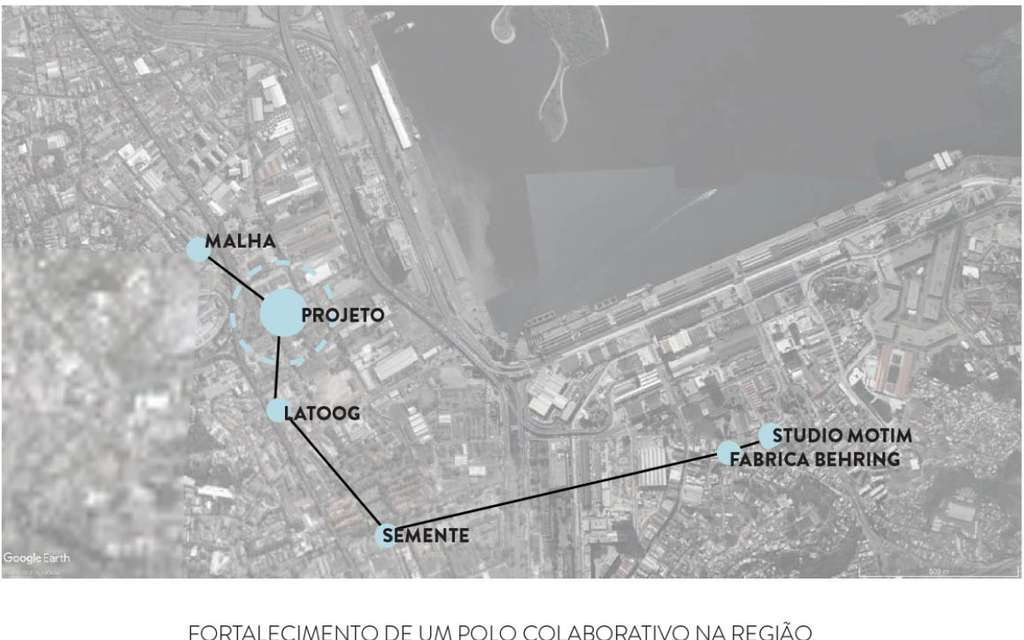 MALHA
PROJETO
LATOOG
STUDIO MOTIM
FABRICA BEHRING
SEMENTE
Google Earth
FORTALECIMENTO DE UM POLO COLABORATIVO NA REGIÃO